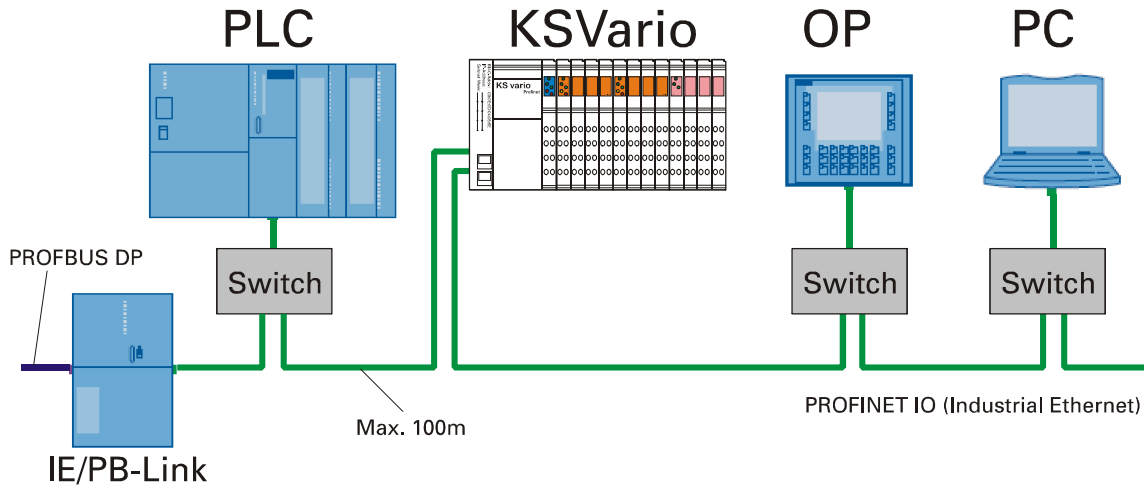 PLC
KSVario
OP
PC
KS vario
Profinet
PROFBUS DP
Switch
Switch
Switch
Max. 100m
PROFINET IO (Industrial Ethernet)
IE/PB-Link